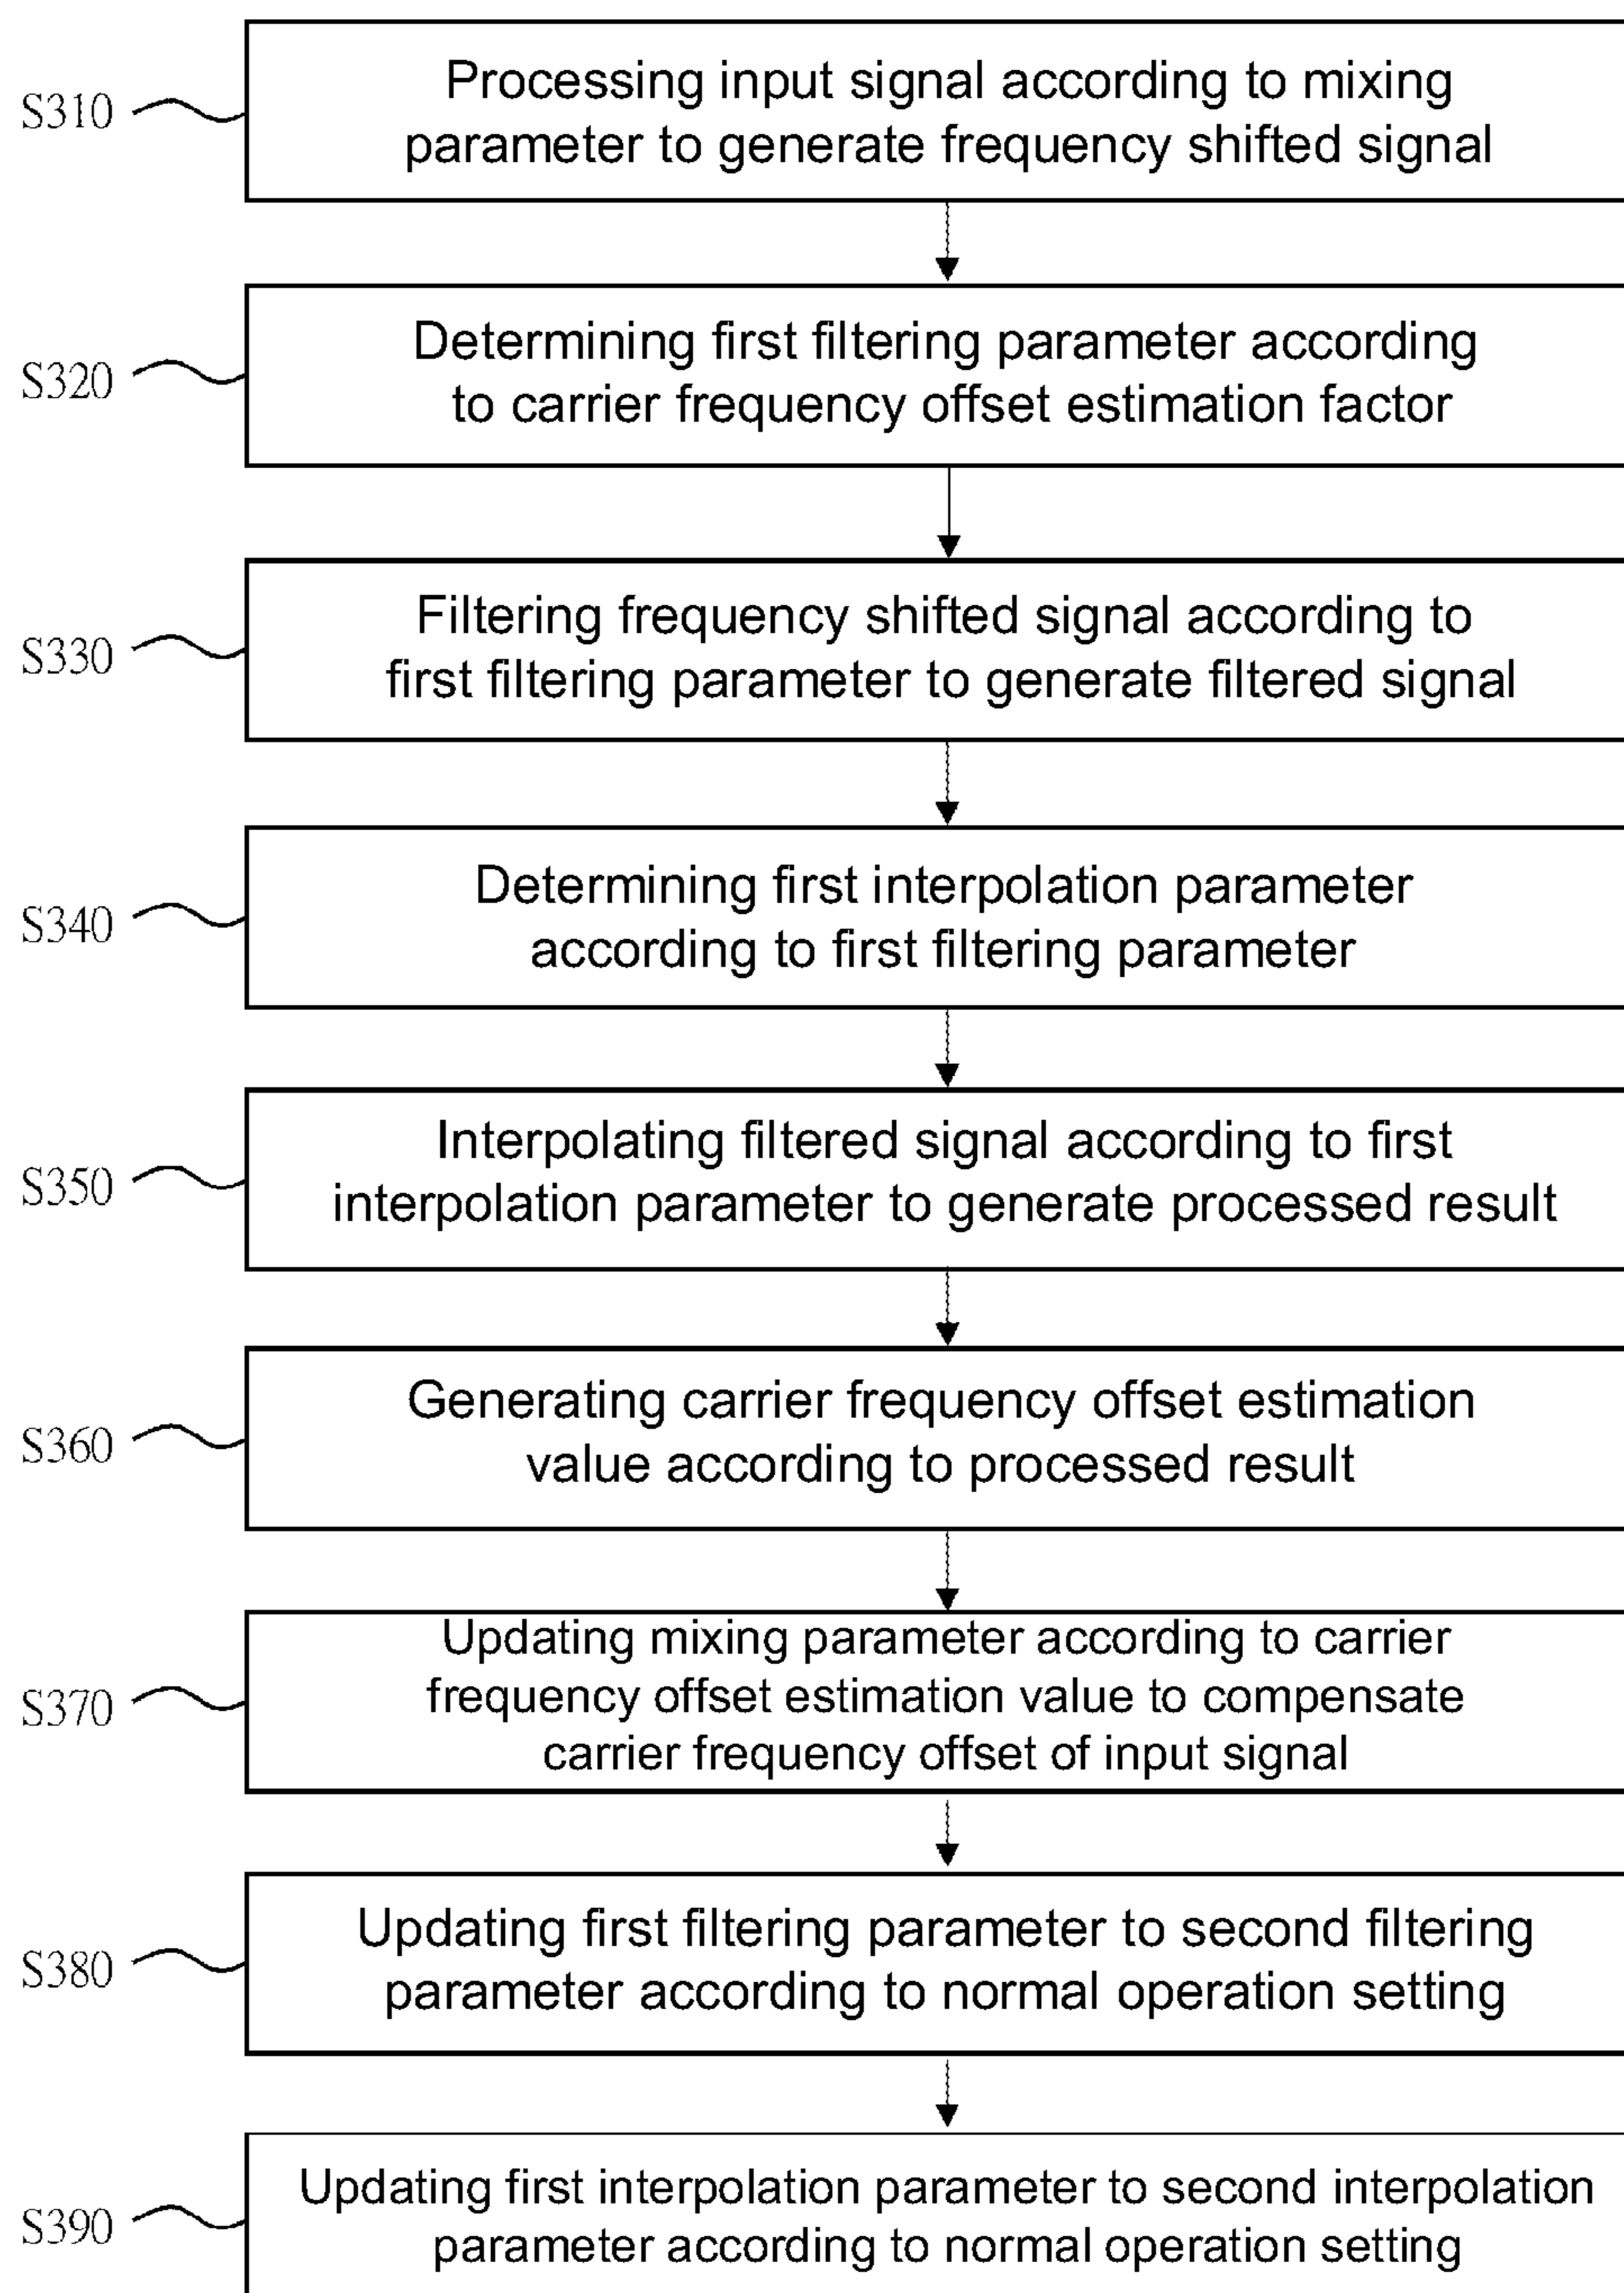 S310
Processing input signal according to mixing
parameter to generate frequency shifted signal
S320
Determining first filtering parameter according
to carrier frequency offset estimation factor
S330
Filtering frequency shifted signal according to
first filtering parameter to generate filtered signal
S340
Determining first interpolation parameter
according to first filtering parameter
S350
Interpolating filtered signal according to first
interpolation parameter to generate processed result
S360
Generating carrier frequency offset estimation
value according to processed result
S370
Updating mixing parameter according to carrier
frequency offset estimation value to compensate
carrier frequency offset of input signal
S380
Updating first filtering parameter to second filtering
parameter according to normal operation setting
S390
Updating first interpolation parameter to second interpolation
parameter according to normal operation setting